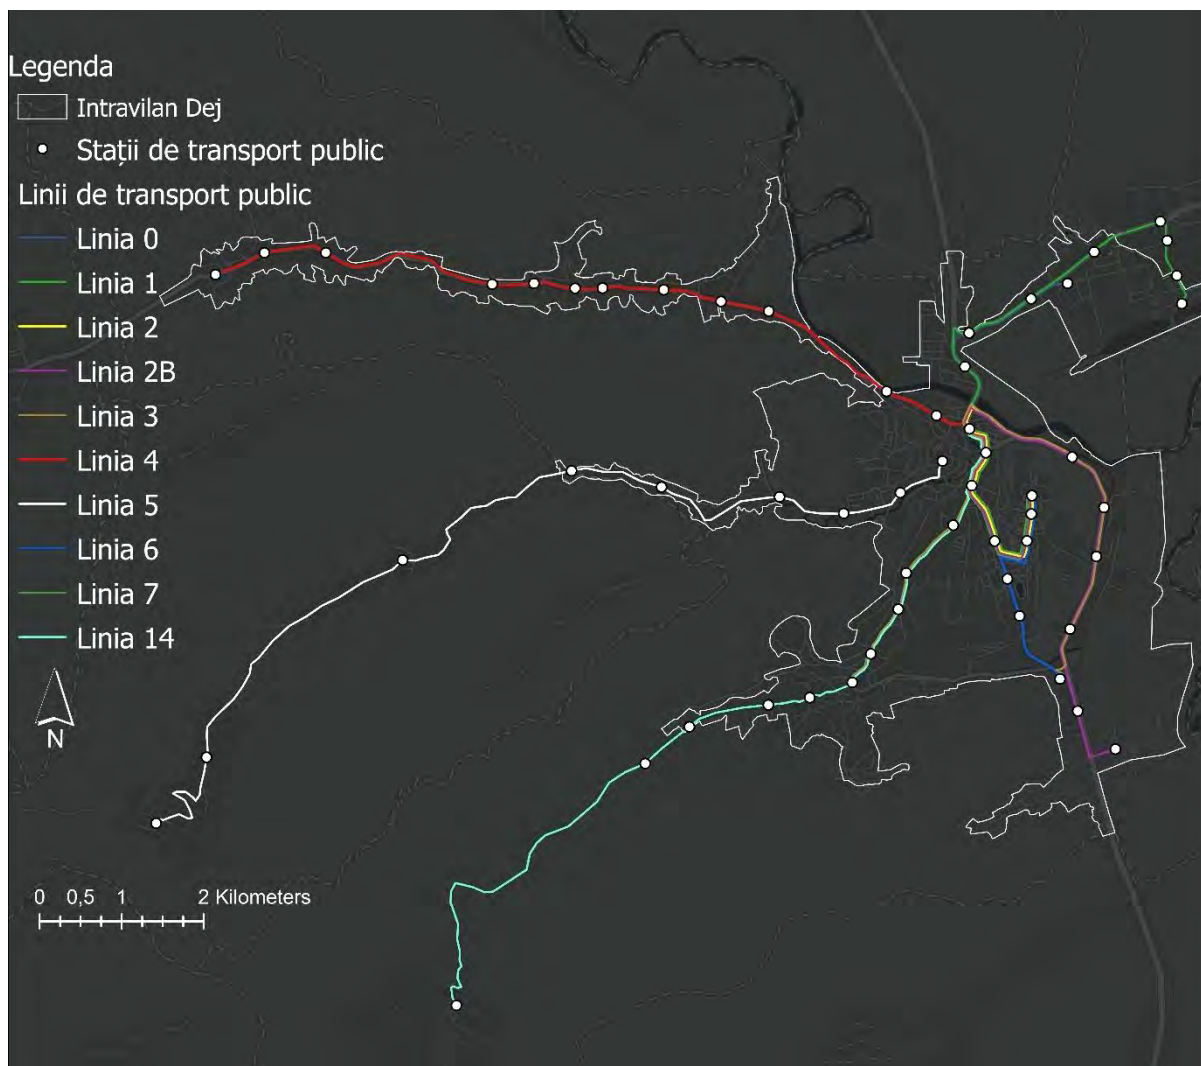 Legenda
Intravilan Dej
Stații de transport public
Linii de transport public
Linia 0
Linia 1
Linia 2
Linia 2B
Linia 3
Linia 4
Linia 5
Linia 6
Linia 7
Linia 14
N
0 0,5 1 2 Kilometers